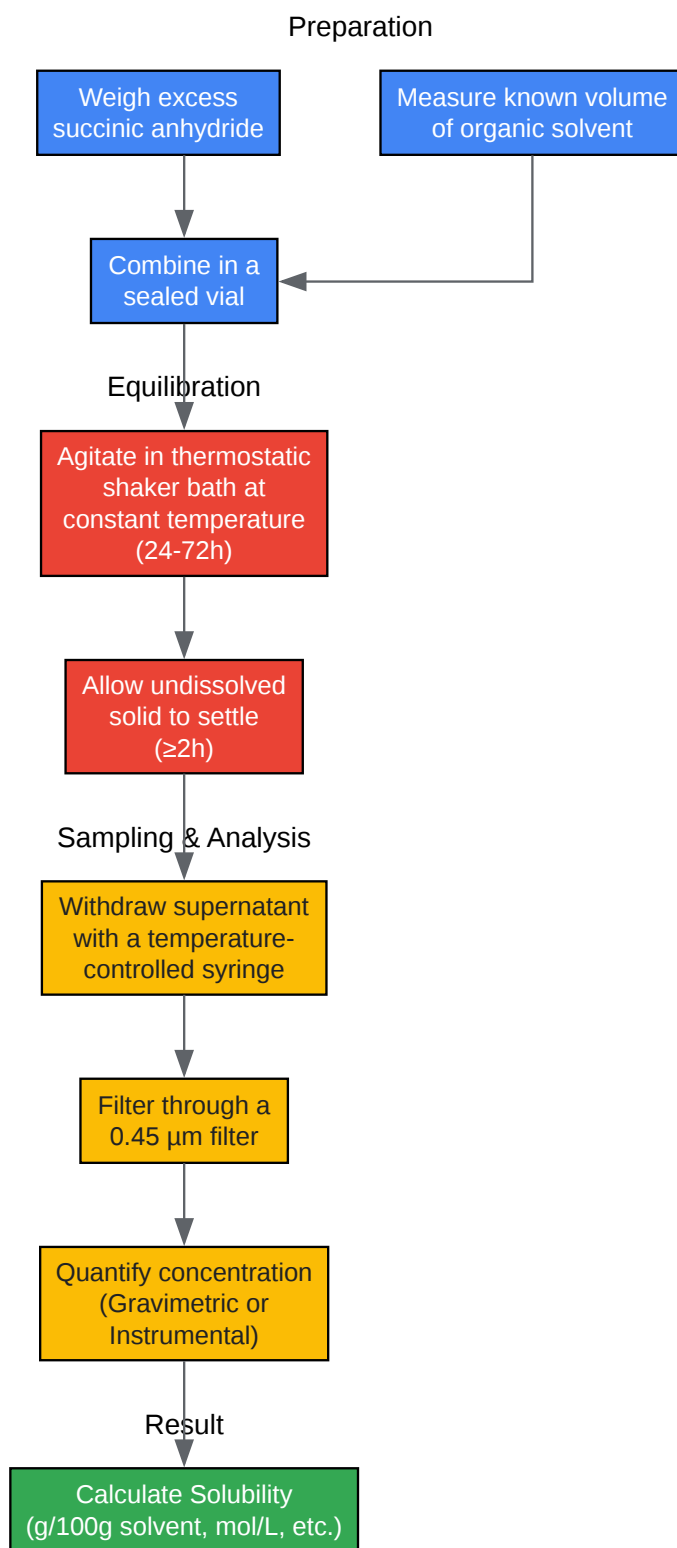 Preparation
Weigh excess
succinic anhydride
Measure known volume
of organic solvent
Combine in a
sealed vial
Equilibration
Agitate in thermostatic
shaker bath at
constant temperature
(24-72h)
Allow undissolved
solid to settle
(≥2h)
Sampling & Analysis
Withdraw supernatant
with a temperature-
controlled syringe
Filter through a
0.45 µm filter
Quantify concentration
(Gravimetric or
Instrumental)
Result
Calculate Solubility
(g/100g solvent, mol/L, etc.)